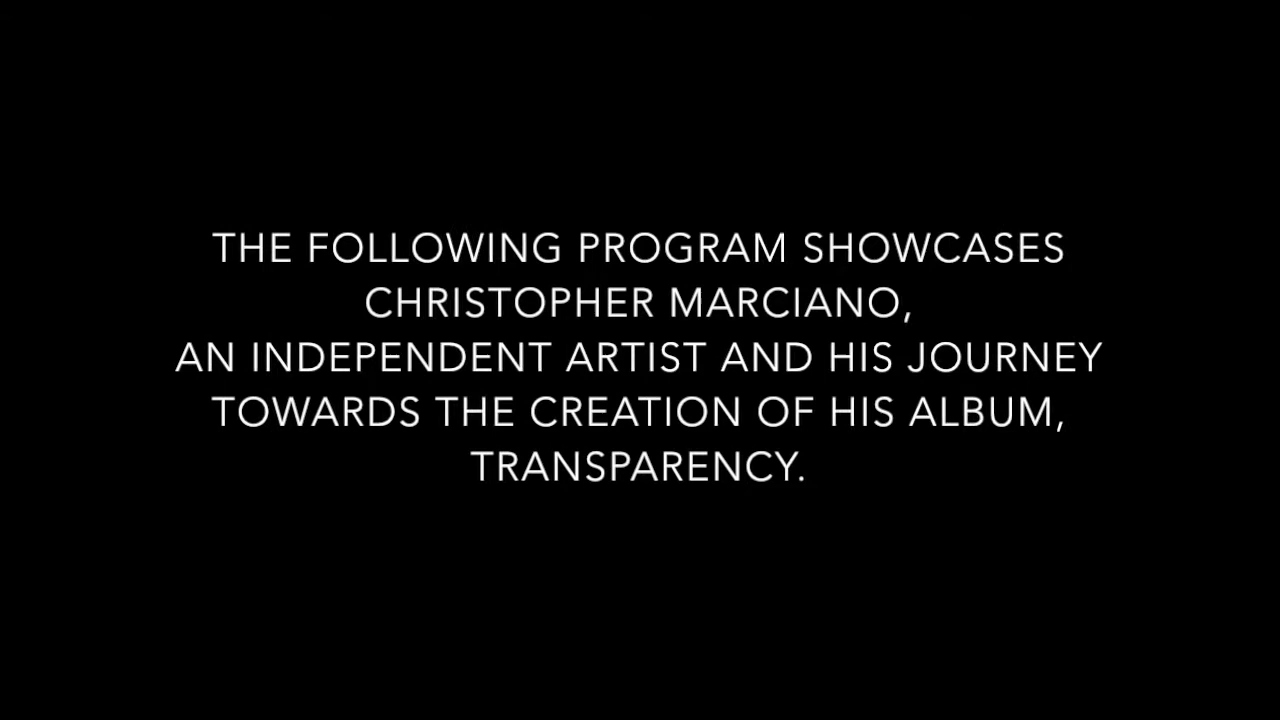 THE FOLLOWING PROGRAM SHOWCASES
CHRISTOPHER MARCIANO,
AN INDEPENDENT ARTIST AND HIS JOURNEY
TOWARDS THE CREATION OF HIS ALBUM,
TRANSPARENCY.